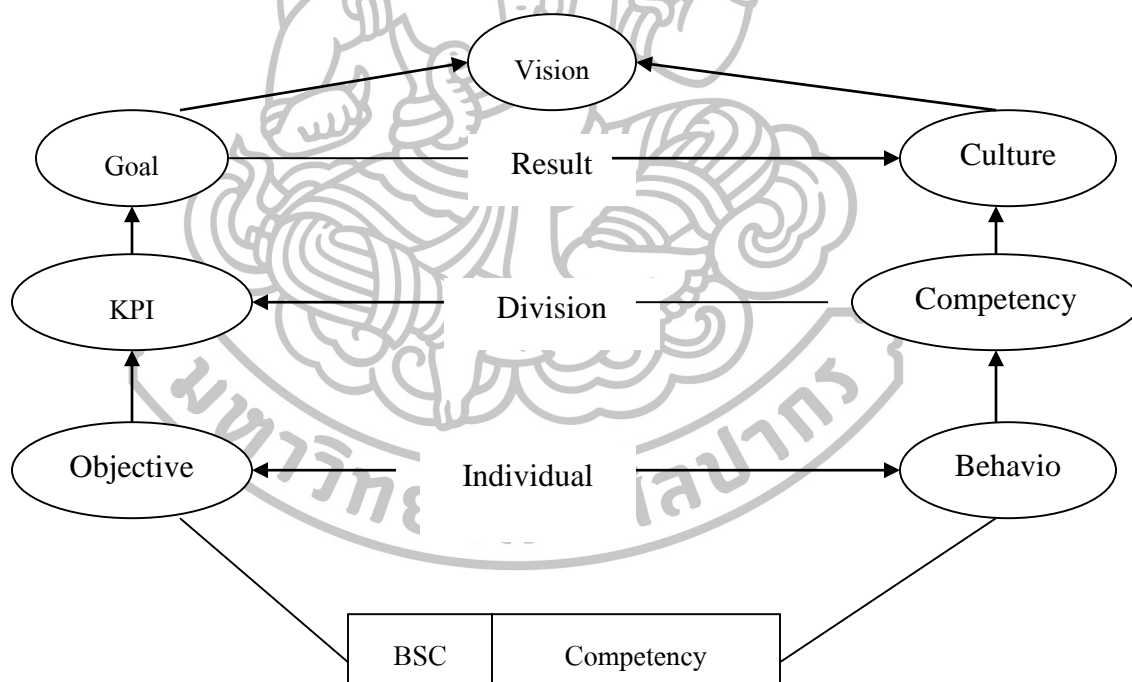 Vision
Goal Result Culture
KPI Division Competency
Objective Individual Behavio
BSC Competency